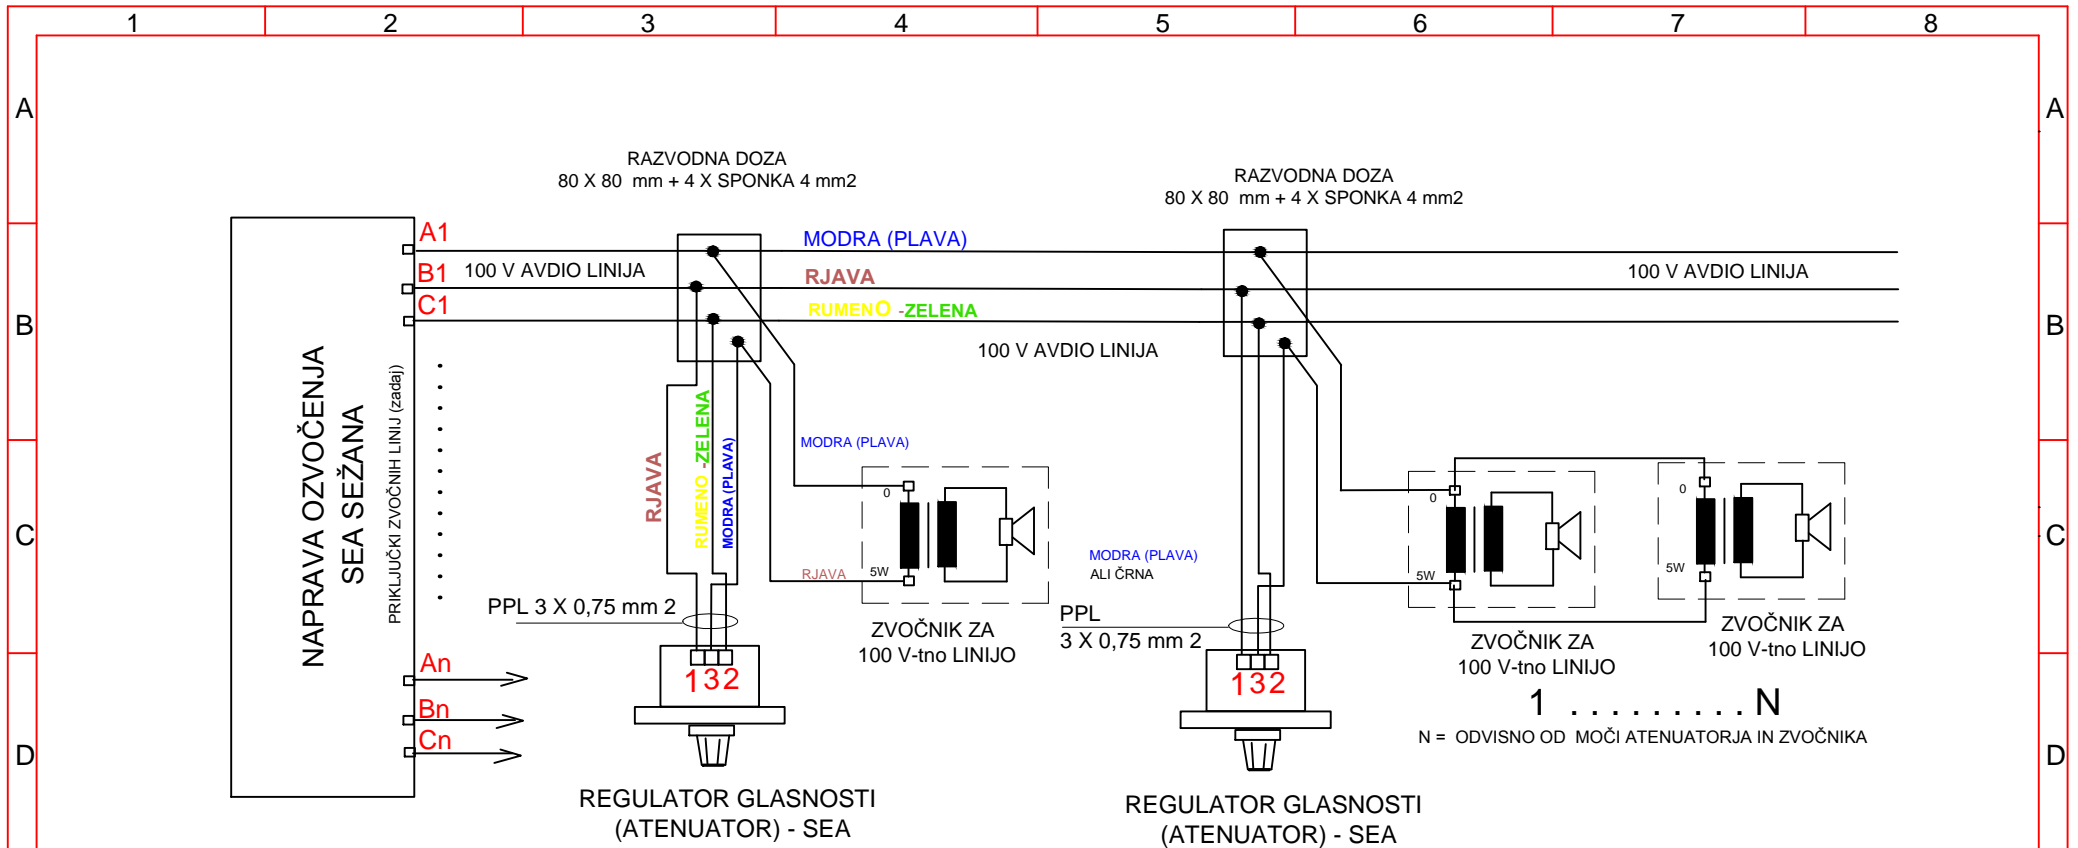 1 2 3 4 5 6 7 8
A A
RAZVODNA DOZA
80 X 80 mm + 4 X SPONKA 4 mm2
RAZVODNA DOZA
80 X 80 mm + 4 X SPONKA 4 mm2
A1
MODRA (PLAVA)
B1
100 V AVDIO LINIJA
RJAVA
100 V AVDIO LINIJA
C1
RUMENO -ZELENA
B B
100 V AVDIO LINIJA
NAPRAVA OZVOČENJA
SEA SEŽANA
PRIKLJUČKI ZVOČNIH LINIJ (zadaj)
RJAVA
RUMENO -ZELENA
MODRA (PLAVA)
MODRA (PLAVA)
0
0
0
C C
RJAVA
5W
MODRA (PLAVA)
ALI ČRNA
5W
5W
PPL 3 X 0,75 mm 2
PPL
3 X 0,75 mm 2
ZVOČNIK ZA
100 V-tno LINIJO
ZVOČNIK ZA
100 V-tno LINIJO
ZVOČNIK ZA
100 V-tno LINIJO
An
132
132
1 . . . . . . . . . N
Bn
Cn
N = ODVISNO OD MOČI ATENUATORJA IN ZVOČNIKA
D D
REGULATOR GLASNOSTI
(ATENUATOR) - SEA
REGULATOR GLASNOSTI
(ATENUATOR) - SEA